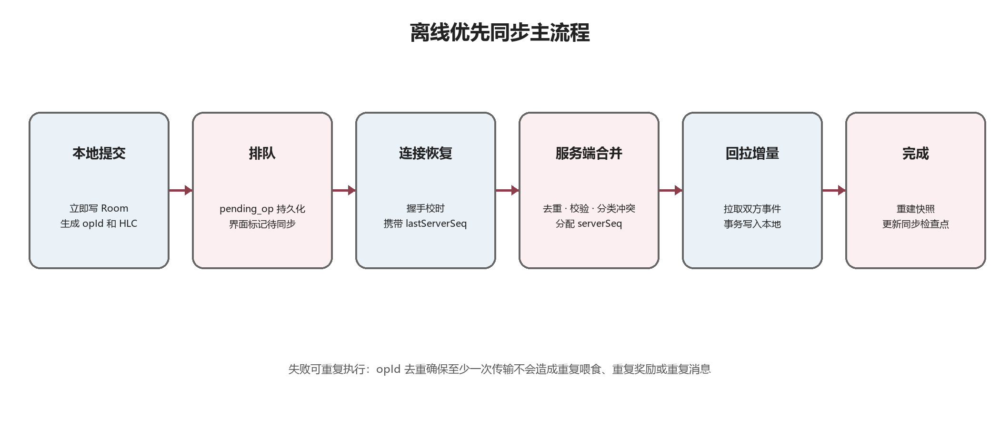 离线优先同步主流程
本地提交
立即写 Room
生成 opId 和 HLC
排队
pending_op 持久化
界面标记待同步
连接恢复
握手校时
携带 lastServerSeq
服务端合并
去重 · 校验 · 分类冲突
分配 serverSeq
回拉增量
拉取双方事件
事务写入本地
完成
重建快照
更新同步检查点
失败可重复执行：opId 去重确保至少一次传输不会造成重复喂食、重复奖励或重复消息